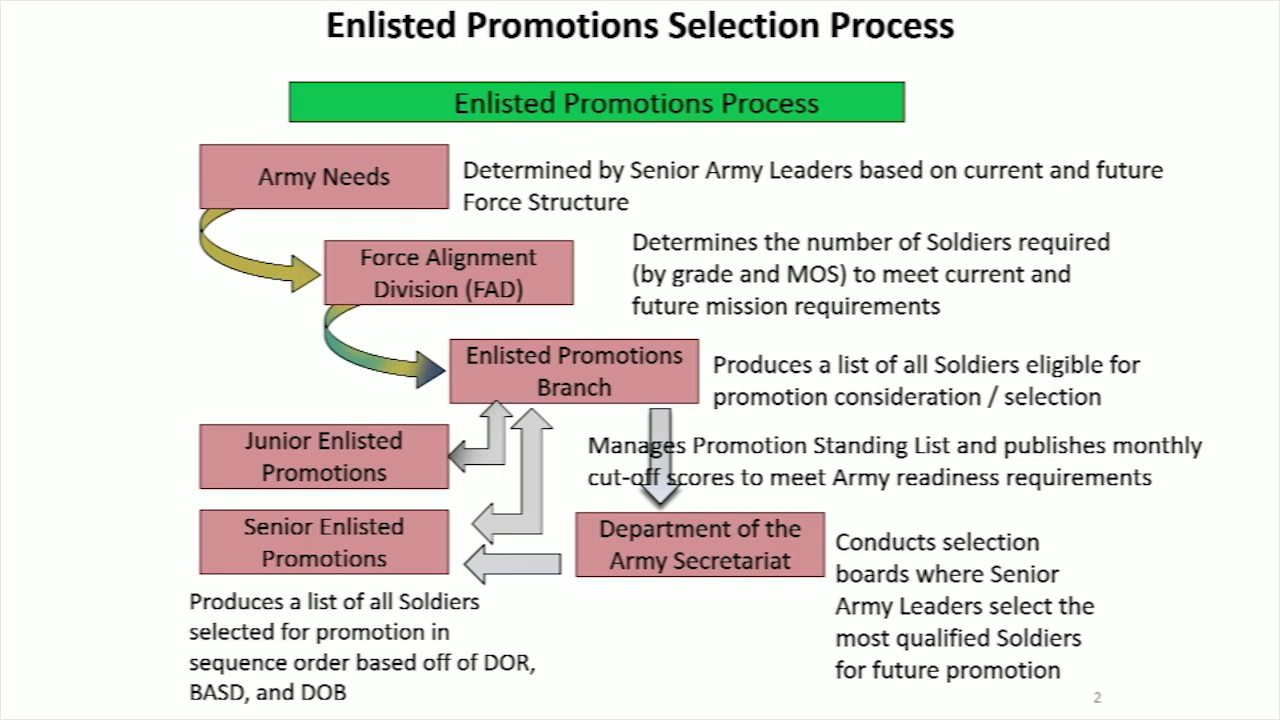 Enlisted Promotions Selection Process
Enlisted Promotions Process
Army Needs
Determined by Senior Army Leaders based on current and future
Force Structure
Force Alignment
Division (FAD)
Determines the number of Soldiers required
(by grade and MOS) to meet current and
future mission requirements
Enlisted Promotions
Branch
Produces a list of all Soldiers eligible for
promotion consideration / selection
Junior Enlisted
Promotions
Manages Promotion Standing List and publishes monthly
cut-off scores to meet Army readiness requirements
Senior Enlisted
Promotions
Department of the
Army Secretariat
Conducts selection
boards where Senior
Army Leaders select the
most qualified Soldiers
for future promotion
Produces a list of all Soldiers
selected for promotion in
sequence order based off of DOR,
BASD, and DOB
2